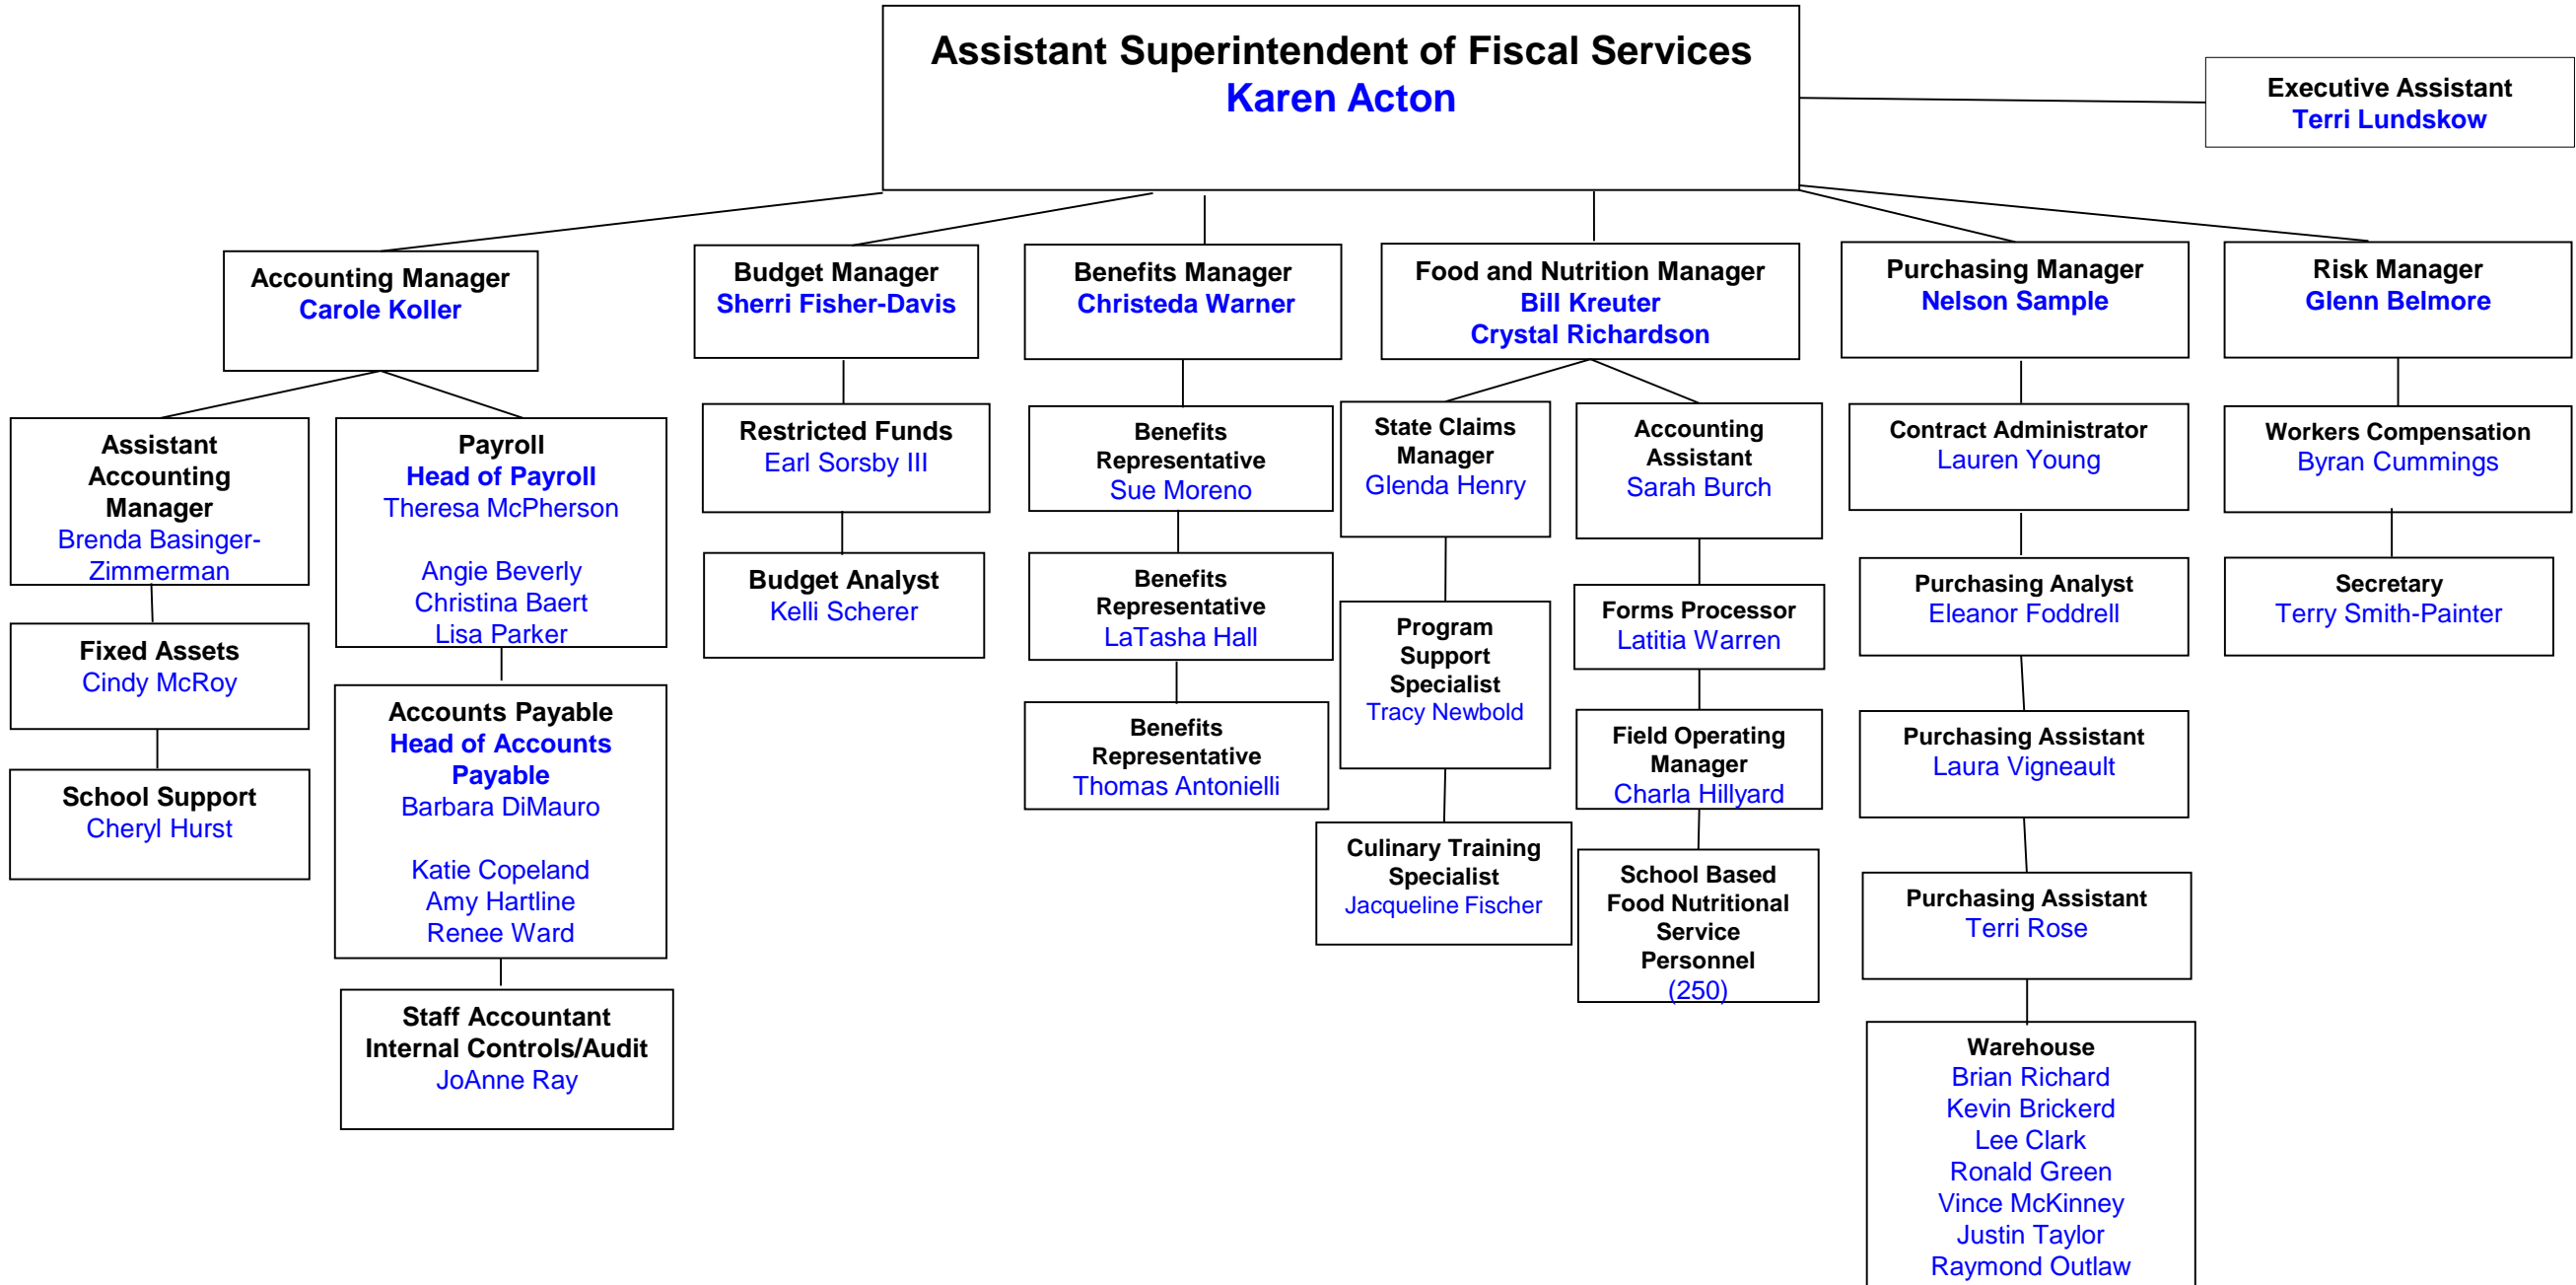 Assistant Superintendent of Fiscal Services
Karen Acton
Executive Assistant
Terri Lundskow
Accounting Manager
Carole Koller
Budget Manager
Sherri Fisher-Davis
Benefits Manager
Christeda Warner
Food and Nutrition Manager
Bill Kreuter
Crystal Richardson
Purchasing Manager
Nelson Sample
Risk Manager
Glenn Belmore
Assistant
Accounting
Manager
Brenda Basinger-
Zimmerman
Fixed Assets
Cindy McRoy
School Support
Cheryl Hurst
Payroll
Head of Payroll
Theresa McPherson
Angie Beverly
Christina Baert
Lisa Parker
Accounts Payable
Head of Accounts
Payable
Barbara DiMauro
Katie Copeland
Amy Hartline
Renee Ward
Staff Accountant
Internal Controls/Audit
JoAnne Ray
Restricted Funds
Earl Sorsby III
Budget Analyst
Kelli Scherer
Benefits
Representative
Sue Moreno
Benefits
Representative
LaTasha Hall
Benefits
Representative
Thomas Antonielli
State Claims
Manager
Glenda Henry
Program
Support
Specialist
Tracy Newbold
Culinary Training
Specialist
Jacqueline Fischer
Accounting
Assistant
Sarah Burch
Forms Processor
Latitia Warren
Field Operating
Manager
Charla Hillyard
School Based
Food Nutritional
Service
Personnel
(250)
Contract Administrator
Lauren Young
Purchasing Analyst
Eleanor Foddrell
Purchasing Assistant
Laura Vigneault
Purchasing Assistant
Terri Rose
Warehouse
Brian Richard
Kevin Brickerd
Lee Clark
Ronald Green
Vince McKinney
Justin Taylor
Raymond Outlaw
Workers Compensation
Byran Cummings
Secretary
Terry Smith-Painter